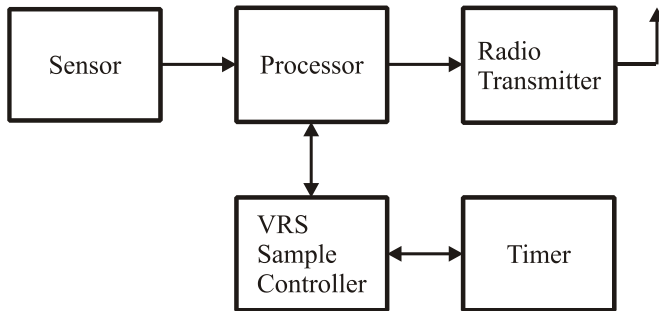 Sensor
Processor
Radio
Transmitter
VRS
Sample
Controller
Timer